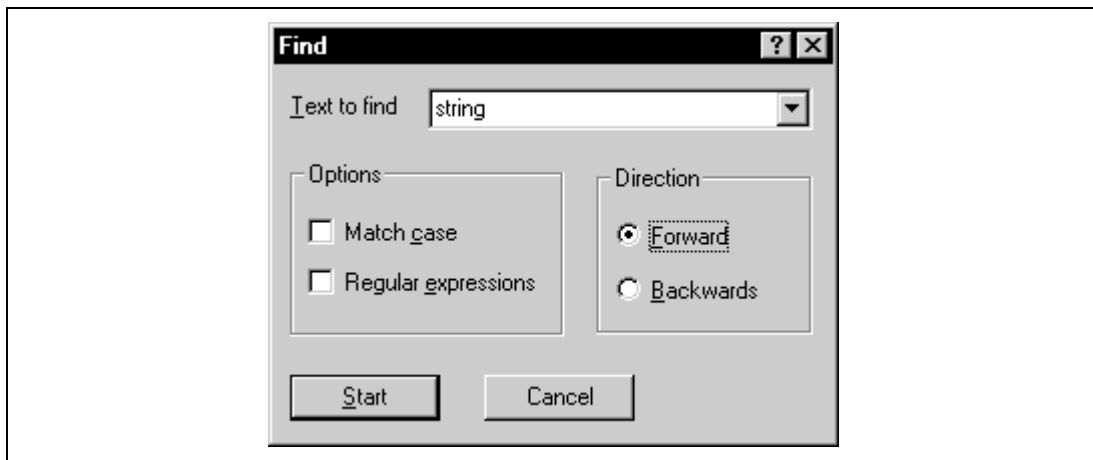 Find
Text to find string
Options
Match case
Regular expressions
Direction
Forward
Backwards
Start Cancel